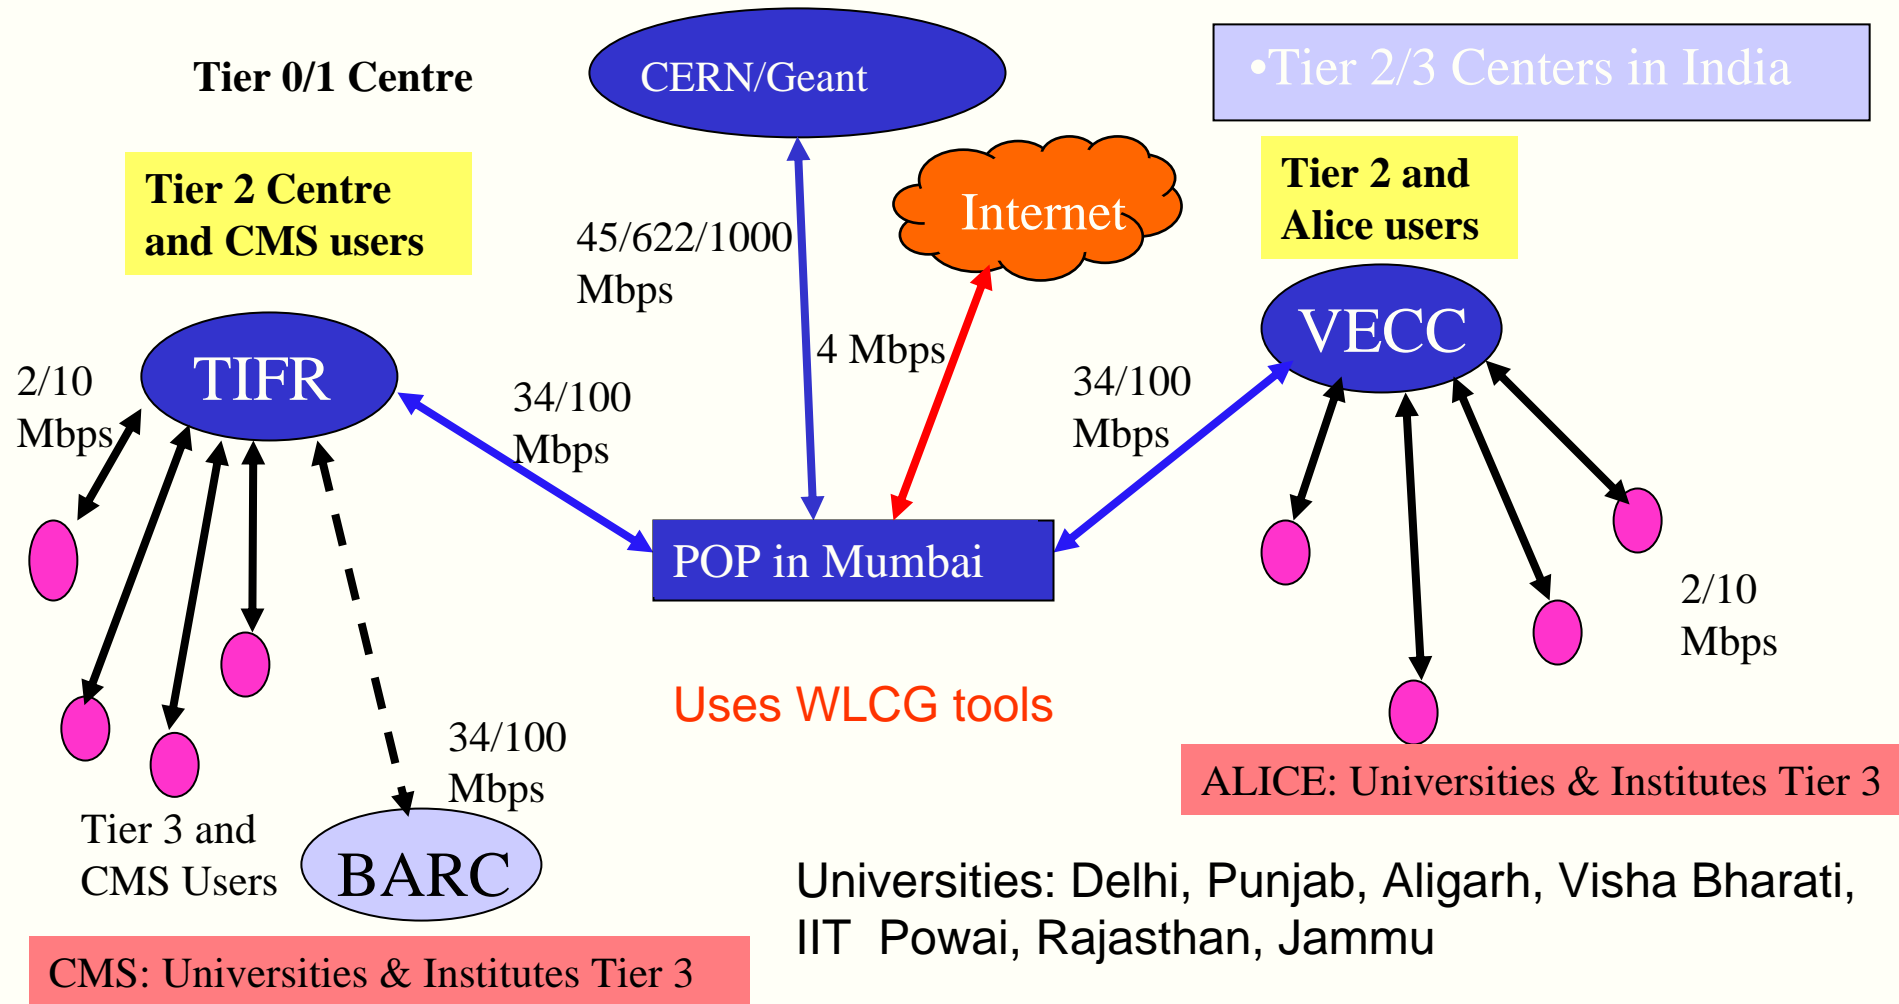 Tier 0/1 Centre
CERN/Geant
•Tier 2/3 Centers in India
Tier 2 Centre
and CMS users
45/622/1000
Mbps
Internet
Tier 2 and
Alice users
TIFR
VECC
2/10
Mbps
34/100
Mbps
4 Mbps
34/100
Mbps
POP in Mumbai
2/10
Mbps
Uses WLCG tools
34/100
Mbps
ALICE: Universities & Institutes Tier 3
Tier 3 and
CMS Users
BARC
Universities: Delhi, Punjab, Aligarh, Visha Bharati,
IIT Powai, Rajasthan, Jammu
CMS: Universities & Institutes Tier 3